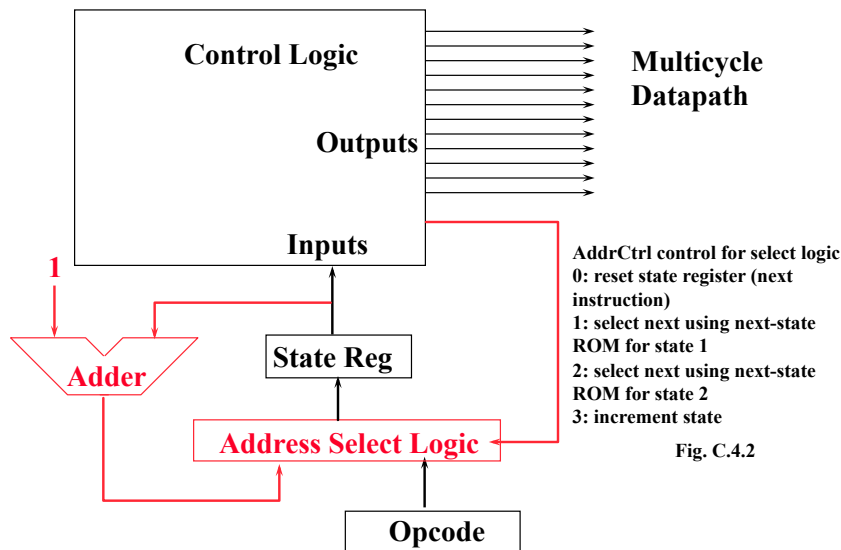 Control Logic
Multicycle
Datapath
Outputs
Inputs
1
AddrCtrl control for select logic
0: reset state register (next
instruction)
1: select next using next-state
ROM for state 1
2: select next using next-state
ROM for state 2
3: increment state
State Reg
Adder
Address Select Logic
Fig. C.4.2
Opcode